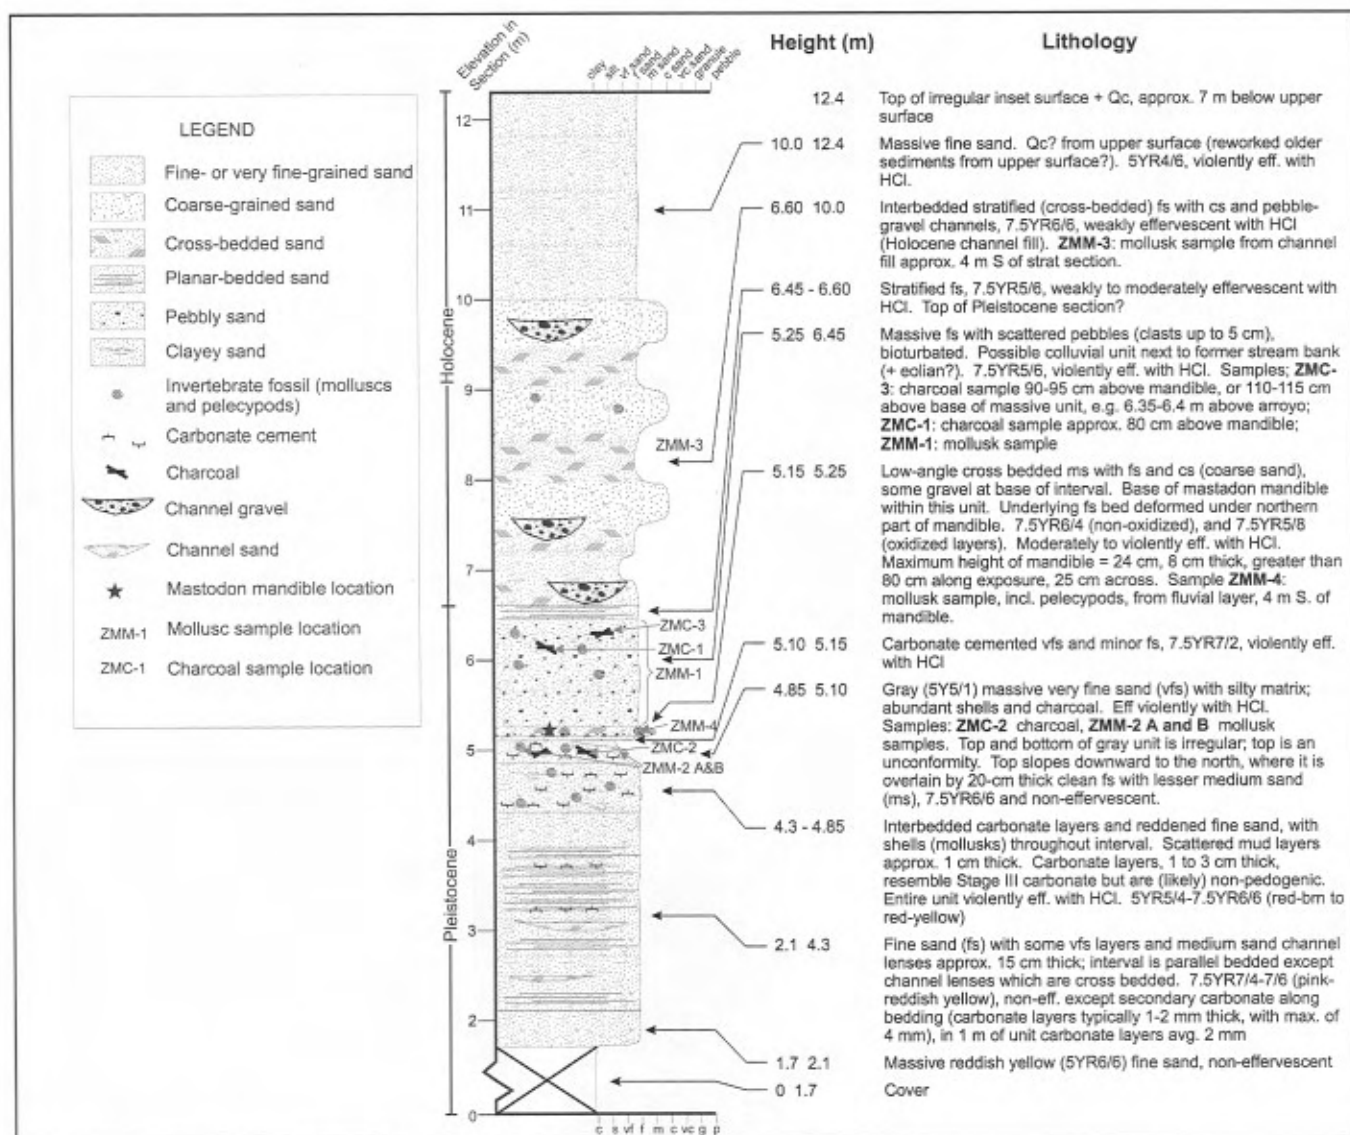 Elevation in
Section (m)
clay
silt
vf sand
f sand
m sand
c sand
vc sand
granule
pebble
Height (m)
Lithology
LEGEND
Fine- or very fine-grained sand
Coarse-grained sand
Cross-bedded sand
Planar-bedded sand
Pebbly sand
Clayey sand
Invertebrate fossil (molluscs
and pelecypods)
Carbonate cement
Charcoal
Channel gravel
Channel sand
Mastodon mandible location
ZMM-1 Mollusc sample location
ZMC-1 Charcoal sample location
Holocene
Pleistocene
12
11
10
9
8
7
6
5
4
3
2
1
0
ZMM-3
ZMC-3
ZMC-1
ZMM-1
ZMM-4
ZMC-2
ZMM-2 A&B
c s vf f m c vc g p
12.4 Top of irregular inset surface + Qc, approx. 7 m below upper
surface
10.0 12.4 Massive fine sand. Qc? from upper surface (reworked older
sediments from upper surface?). 5YR4/6, violently eff. with
HCl.
6.60 10.0 Interbedded stratified (cross-bedded) fs with cs and pebble-
gravel channels, 7.5YR6/6, weakly effervescent with HCl
(Holocene channel fill). ZMM-3: mollusk sample from channel
fill approx. 4 m S of strat section.
6.45 - 6.60 Stratified fs, 7.5YR5/6, weakly to moderately effervescent with
HCl. Top of Pleistocene section?
5.25 6.45 Massive fs with scattered pebbles (clasts up to 5 cm),
bioturbated. Possible colluvial unit next to former stream bank
(+ eolian?). 7.5YR5/6, violently eff. with HCl. Samples; ZMC-
3: charcoal sample 90-95 cm above mandible, or 110-115 cm
above base of massive unit, e.g. 6.35-6.4 m above arroyo;
ZMC-1: charcoal sample approx. 80 cm above mandible;
ZMM-1: mollusk sample
5.15 5.25 Low-angle cross bedded ms with fs and cs (coarse sand),
some gravel at base of interval. Base of mastadon mandible
within this unit. Underlying fs bed deformed under northern
part of mandible. 7.5YR6/4 (non-oxidized), and 7.5YR5/8
(oxidized layers). Moderately to violently eff. with HCl.
Maximum height of mandible = 24 cm, 8 cm thick, greater than
80 cm along exposure, 25 cm across. Sample ZMM-4:
mollusk sample, incl. pelecypods, from fluvial layer, 4 m S. of
mandible.
5.10 5.15 Carbonate cemented vfs and minor fs, 7.5YR7/2, violently eff.
with HCl
4.85 5.10 Gray (5Y5/1) massive very fine sand (vfs) with silty matrix;
abundant shells and charcoal. Eff violently with HCl.
Samples: ZMC-2 charcoal, ZMM-2 A and B mollusk
samples. Top and bottom of gray unit is irregular; top is an
unconformity. Top slopes downward to the north, where it is
overlain by 20-cm thick clean fs with lesser medium sand
(ms), 7.5YR6/6 and non-effervescent.
4.3 - 4.85 Interbedded carbonate layers and reddened fine sand, with
shells (mollusks) throughout interval. Scattered mud layers
approx. 1 cm thick. Carbonate layers, 1 to 3 cm thick,
resemble Stage III carbonate but are (likely) non-pedogenic.
Entire unit violently eff. with HCl. 5YR5/4-7.5YR6/6 (red-brn to
red-yellow)
2.1 4.3 Fine sand (fs) with some vfs layers and medium sand channel
lenses approx. 15 cm thick; interval is parallel bedded except
channel lenses which are cross bedded. 7.5YR7/4-7/6 (pink-
reddish yellow), non-eff. except secondary carbonate along
bedding (carbonate layers typically 1-2 mm thick, with max. of
4 mm), in 1 m of unit carbonate layers avg. 2 mm
1.7 2.1 Massive reddish yellow (5YR6/6) fine sand, non-effervescent
0 1.7 Cover